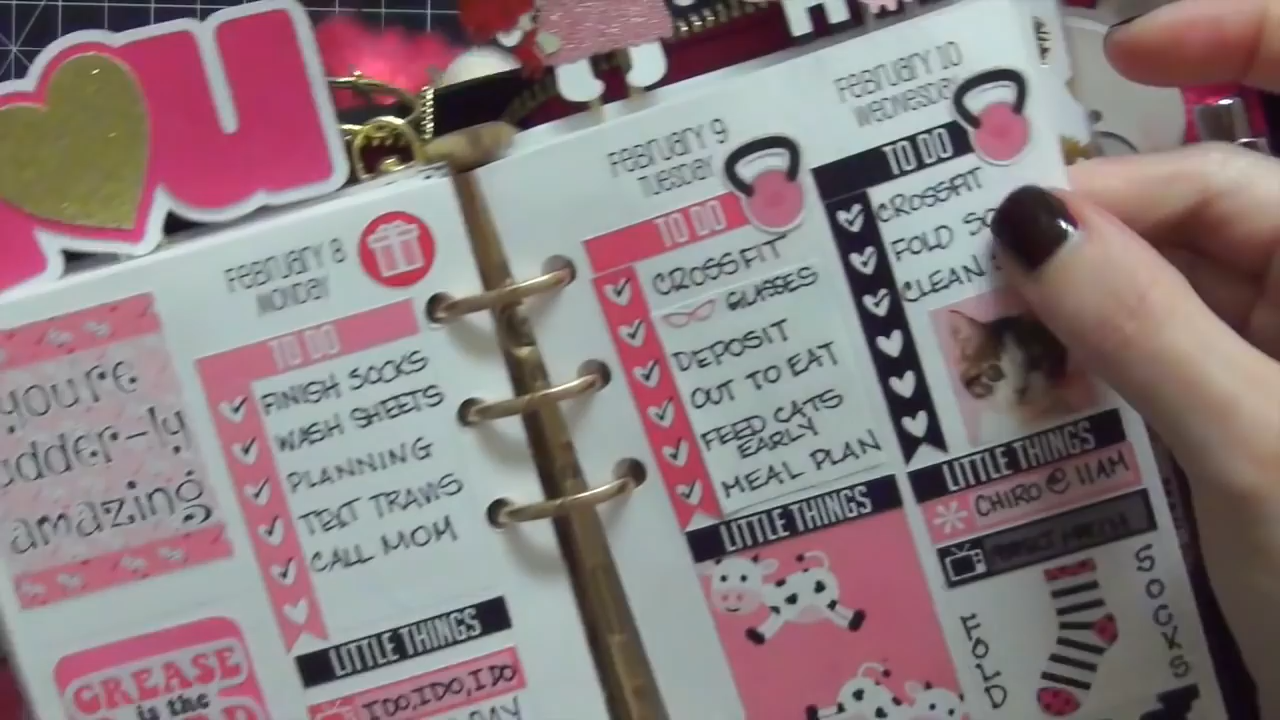 U
you're
udder-ly
amazing
GREASE
is the
February 8
Monday
TO DO
FINISH SOCKS
WASH SHEETS
PLANNING
TEXT TRAVIS
CALL MOM
LITTLE THINGS
I DO, I DO, I DO
DAY
February 9
Tuesday
TO DO
CROSSFIT
GLASSES
DEPOSIT
OUT TO EAT
FEED CATS
EARLY
MEAL PLAN
LITTLE THINGS
February 10
Wednesday
TO DO
CROSSFIT
FOLD SO
CLEAN
LITTLE THINGS
CHIRO @ 11AM
FOLD
SOCKS